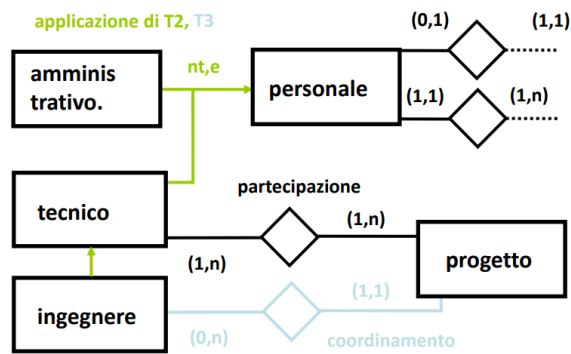 applicazione di T2, T3
(0,1)
(1,1)
amminis
trativo.
nt,e
personale
(1,1)
(1,n)
tecnico
partecipazione
(1,n)
(1,n)
progetto
ingegnere
(1,1)
(0,n)
coordinamento